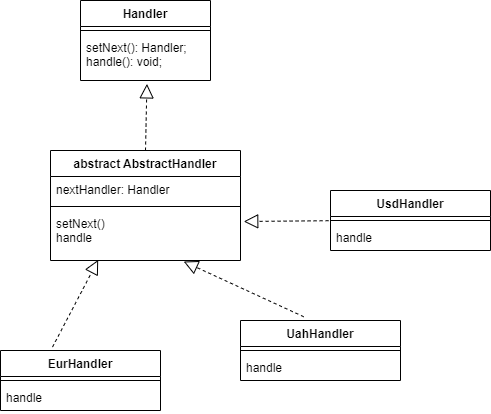 Handler
setNext(): Handler;
handle(): void;
abstract AbstractHandler
nextHandler: Handler
setNext()
handle
UsdHandler
handle
UahHandler
handle
EurHandler
handle